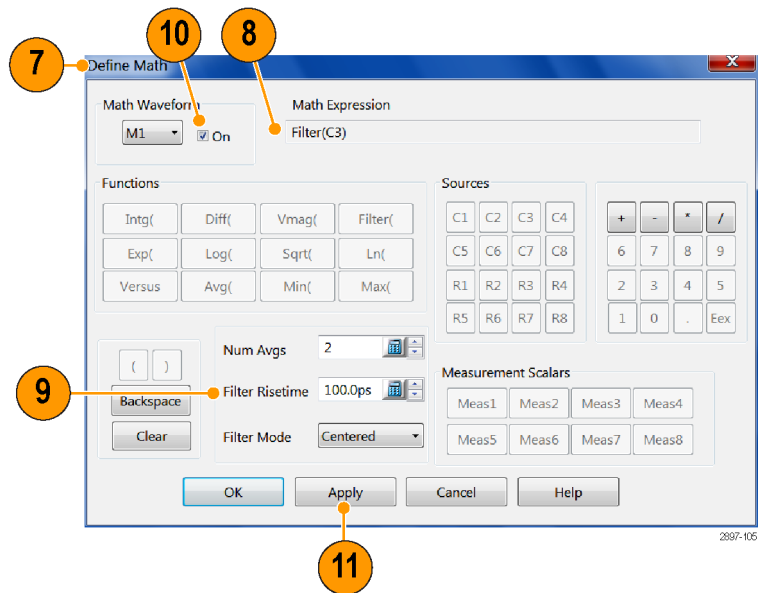 10
8
7
Define Math
X
Math Waveform
Math Expression
M1
On
Filter(C3)
Functions
Sources
Intg( Diff( Vmag( Filter(
C1 C2 C3 C4
+ - * /
Exp( Log( Sqrt( Ln(
C5 C6 C7 C8
6 7 8 9
Versus Avg( Min( Max(
R1 R2 R3 R4
2 3 4 5
R5 R6 R7 R8
1 0 . Eex
( )
Num Avgs 2
9
Backspace
Filter Risetime 100.0ps
Measurement Scalars
Meas1 Meas2 Meas3 Meas4
Clear
Filter Mode Centered
Meas5 Meas6 Meas7 Meas8
OK Apply Cancel Help
2897-105
11